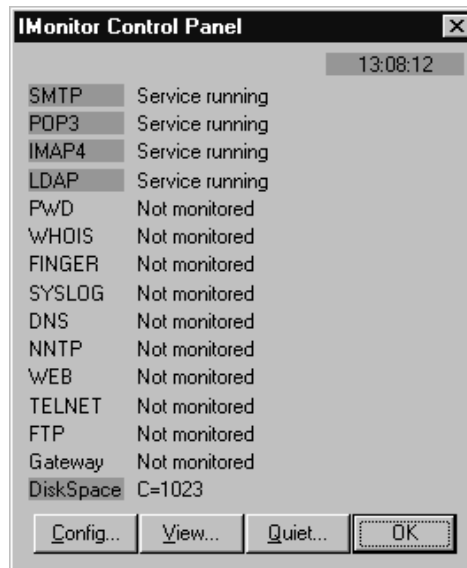 IMonitor Control Panel
13:08:12
SMTP Service running
POP3 Service running
IMAP4 Service running
LDAP Service running
PWD Not monitored
WHOIS Not monitored
FINGER Not monitored
SYSLOG Not monitored
DNS Not monitored
NNTP Not monitored
WEB Not monitored
TELNET Not monitored
FTP Not monitored
Gateway Not monitored
DiskSpace C=1023
Config... View... Quiet... OK